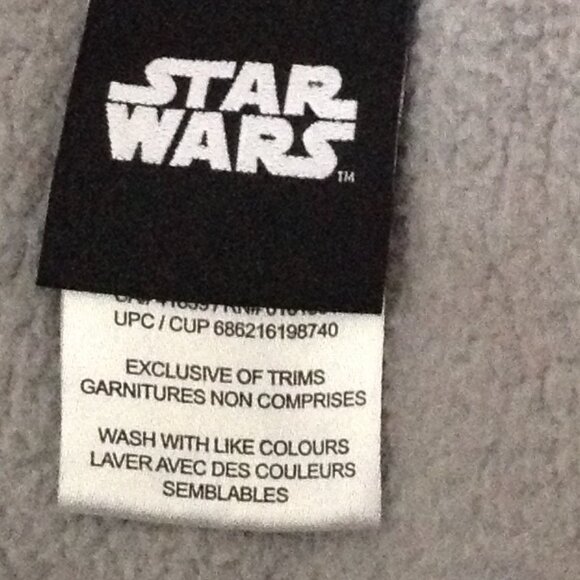 STAR
WARS
TM
UPC / CUP 686216198740
EXCLUSIVE OF TRIMS
GARNITURES NON COMPRISES
WASH WITH LIKE COLOURS
LAVER AVEC DES COULEURS
SEMBLABLES